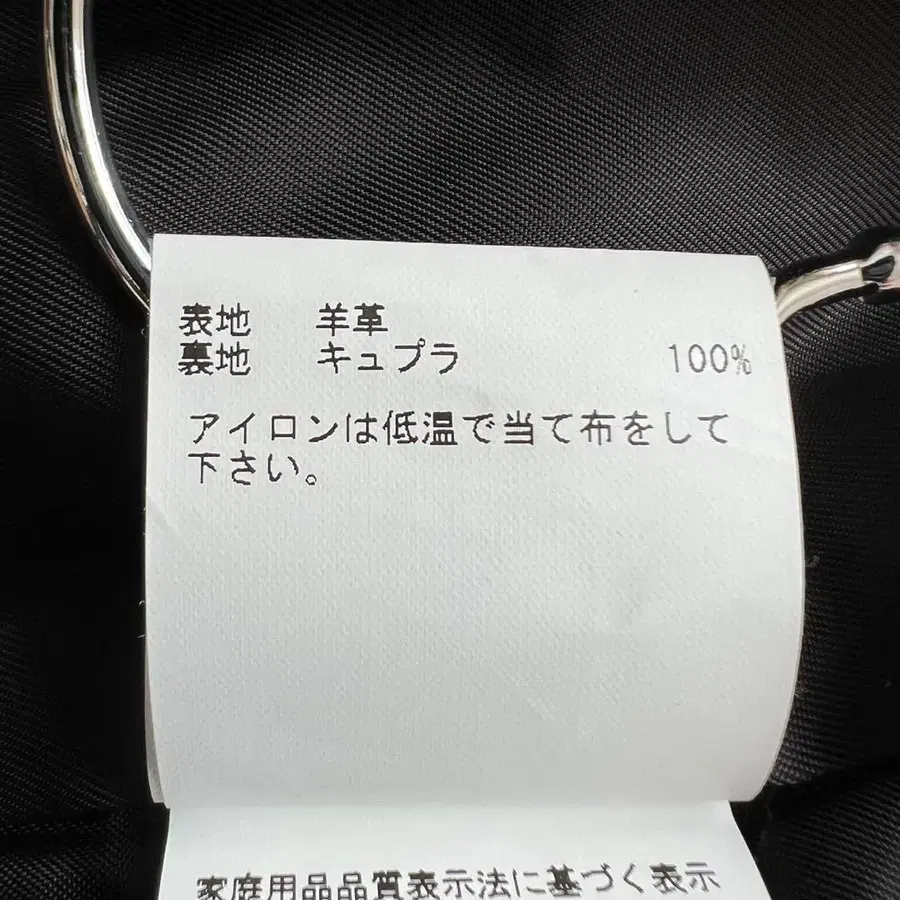 表地 羊革
裏地 キュプラ 100%
アイロンは低温で当て布をして
下さい。
家庭用品品質表示法に基づく表示